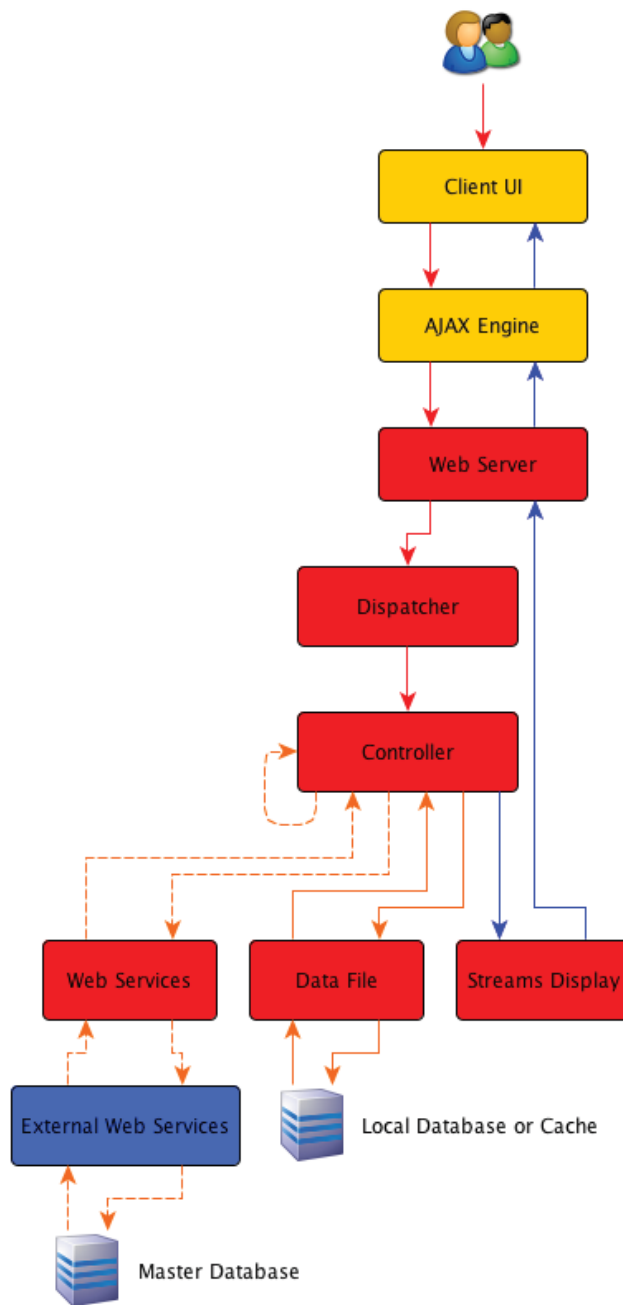 Client UI
AJAX Engine
Web Server
Dispatcher
Controller
Web Services
Data File
Streams Display
External Web Services
Local Database or Cache
Master Database